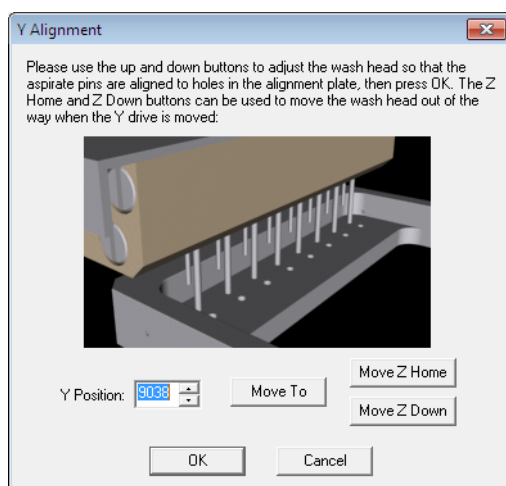 Y Alignment
Please use the up and down buttons to adjust the wash head so that the
aspirate pins are aligned to holes in the alignment plate, then press OK. The Z
Home and Z Down buttons can be used to move the wash head out of the
way when the Y drive is moved:
Y Position: 9038 Move To
Move Z Home
Move Z Down
OK Cancel